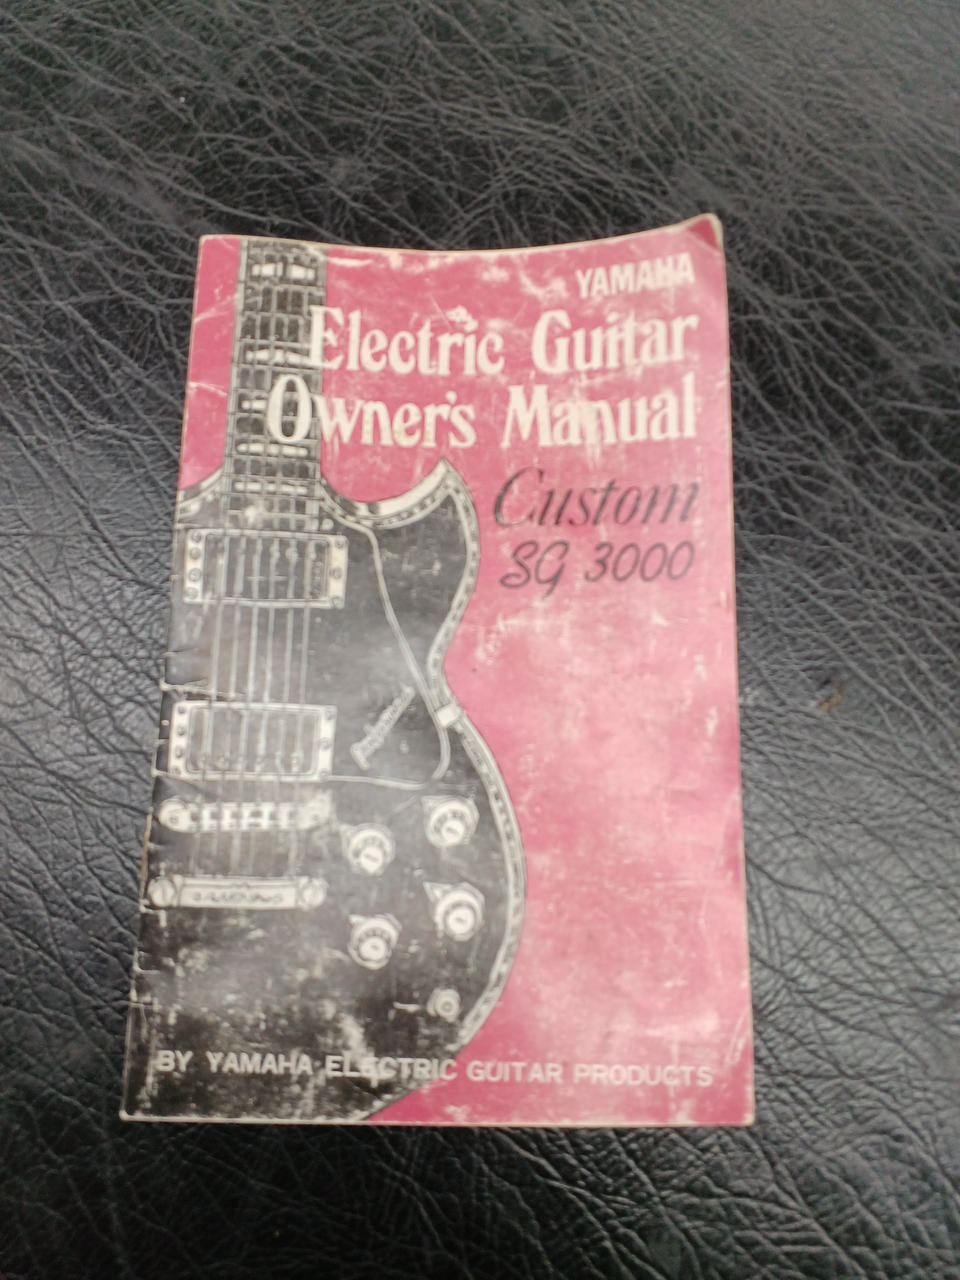 YAMAHA
Electric Guitar
Owner's Manual
Custom
SG 3000
BY YAMAHA ELECTRIC GUITAR PRODUCTS